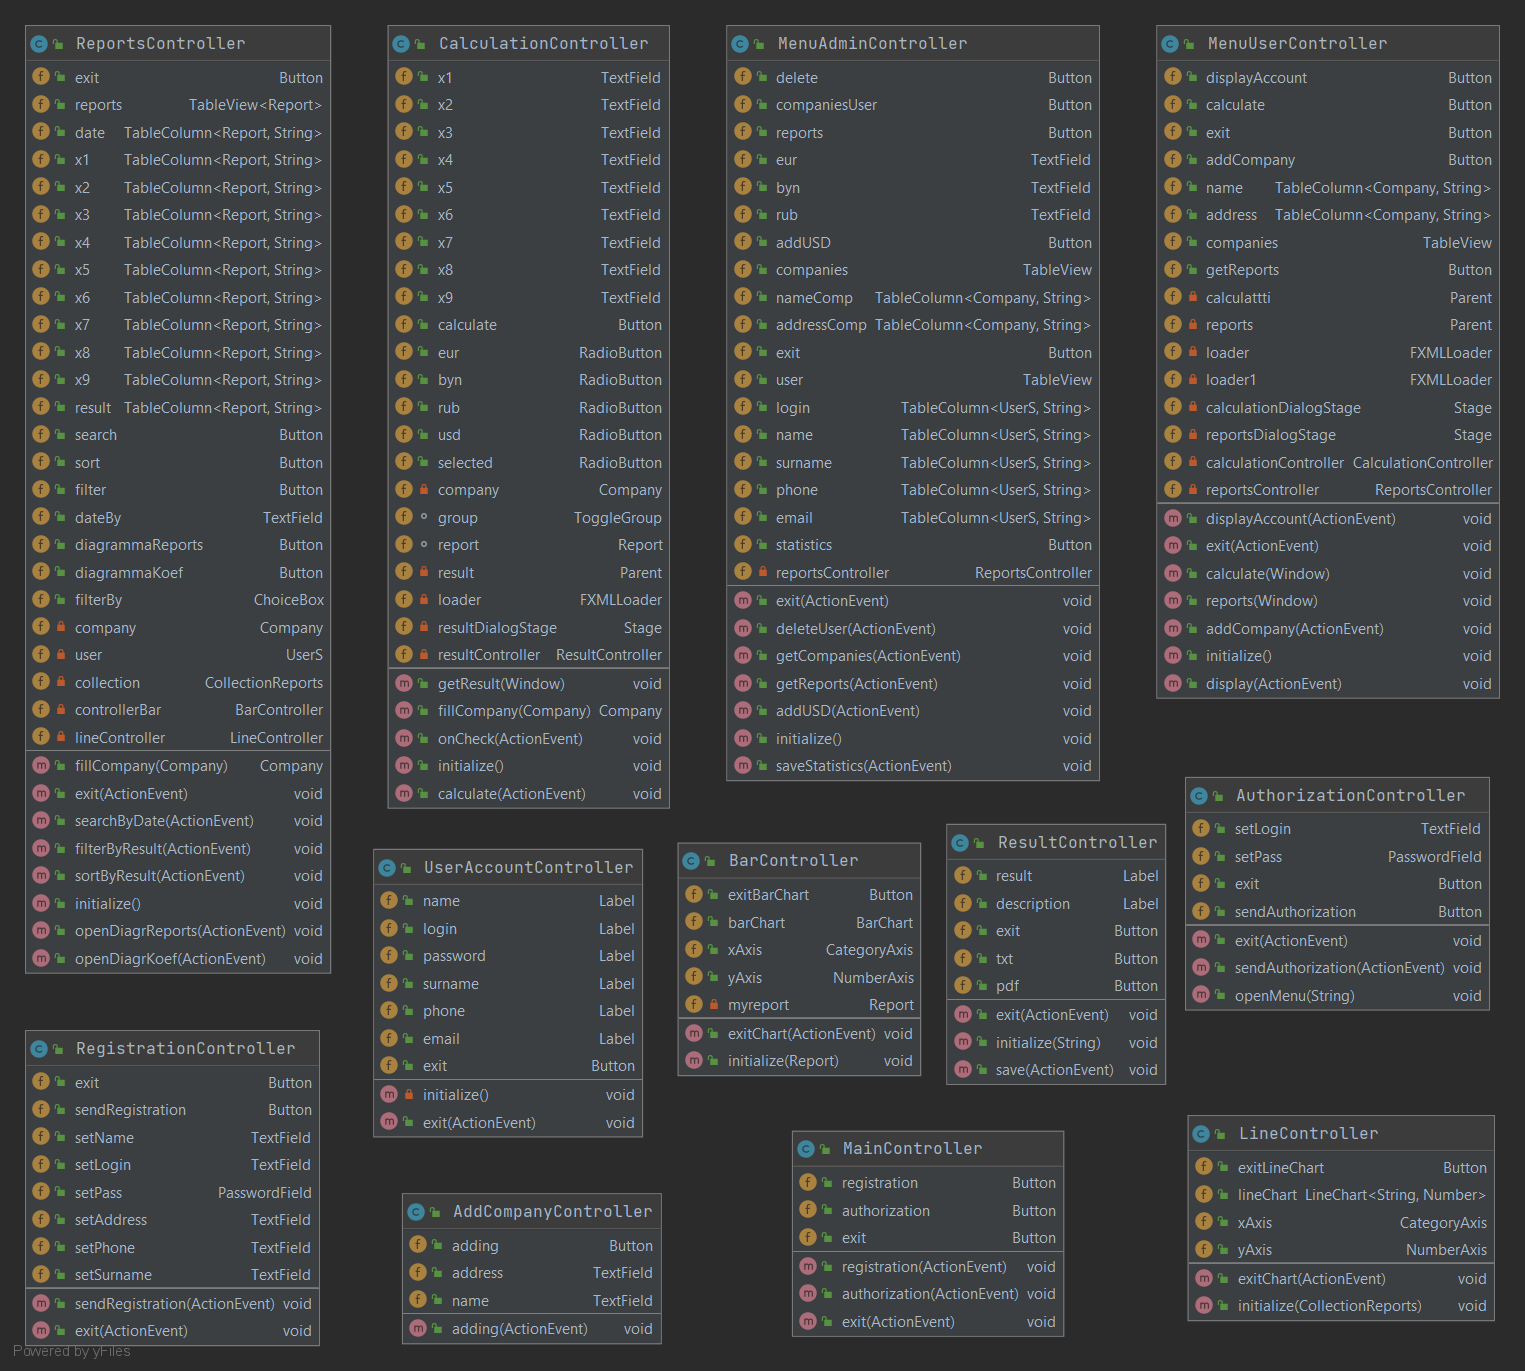 ReportsController
exit Button
reports TableView<Report>
date TableColumn<Report, String>
x1 TableColumn<Report, String>
x2 TableColumn<Report, String>
x3 TableColumn<Report, String>
x4 TableColumn<Report, String>
x5 TableColumn<Report, String>
x6 TableColumn<Report, String>
x7 TableColumn<Report, String>
x8 TableColumn<Report, String>
x9 TableColumn<Report, String>
result TableColumn<Report, String>
search Button
sort Button
filter Button
dateBy TextField
diagrammaReports Button
diagrammaKoef Button
filterBy ChoiceBox
company Company
user UserS
collection CollectionReports
controllerBar BarController
lineController LineController
fillCompany(Company) Company
exit(ActionEvent) void
searchByDate(ActionEvent) void
filterByResult(ActionEvent) void
sortByResult(ActionEvent) void
initialize() void
openDiagrReports(ActionEvent) void
openDiagrKoef(ActionEvent) void
CalculationController
x1 TextField
x2 TextField
x3 TextField
x4 TextField
x5 TextField
x6 TextField
x7 TextField
x8 TextField
x9 TextField
calculate Button
eur RadioButton
byn RadioButton
rub RadioButton
usd RadioButton
selected RadioButton
company Company
group ToggleGroup
report Report
result Parent
loader FXMLLoader
resultDialogStage Stage
resultController ResultController
getResult(Window) void
fillCompany(Company) Company
onCheck(ActionEvent) void
initialize() void
calculate(ActionEvent) void
MenuAdminController
delete Button
companiesUser Button
reports Button
eur TextField
byn TextField
rub TextField
addUSD Button
companies TableView
nameComp TableColumn<Company, String>
addressComp TableColumn<Company, String>
exit Button
user TableView
login TableColumn<UserS, String>
name TableColumn<UserS, String>
surname TableColumn<UserS, String>
phone TableColumn<UserS, String>
email TableColumn<UserS, String>
statistics Button
reportsController ReportsController
exit(ActionEvent) void
deleteUser(ActionEvent) void
getCompanies(ActionEvent) void
getReports(ActionEvent) void
addUSD(ActionEvent) void
initialize() void
saveStatistics(ActionEvent) void
MenuUserController
displayAccount Button
calculate Button
exit Button
addCompany Button
name TableColumn<Company, String>
address TableColumn<Company, String>
companies TableView
getReports Button
calculattti Parent
reports Parent
loader FXMLLoader
loader1 FXMLLoader
calculationDialogStage Stage
reportsDialogStage Stage
calculationController CalculationController
reportsController ReportsController
displayAccount(ActionEvent) void
exit(ActionEvent) void
calculate(Window) void
reports(Window) void
addCompany(ActionEvent) void
initialize() void
display(ActionEvent) void
AuthorizationController
setLogin TextField
setPass PasswordField
exit Button
sendAuthorization Button
exit(ActionEvent) void
sendAuthorization(ActionEvent) void
openMenu(String) void
UserAccountController
name Label
login Label
password Label
surname Label
phone Label
email Label
exit Button
initialize() void
exit(ActionEvent) void
BarController
exitBarChart Button
barChart BarChart
xAxis CategoryAxis
yAxis NumberAxis
myreport Report
exitChart(ActionEvent) void
initialize(Report) void
ResultController
result Label
description Label
exit Button
txt Button
pdf Button
exit(ActionEvent) void
initialize(String) void
save(ActionEvent) void
RegistrationController
exit Button
sendRegistration Button
setName TextField
setLogin TextField
setPass PasswordField
setAddress TextField
setPhone TextField
setSurname TextField
sendRegistration(ActionEvent) void
exit(ActionEvent) void
AddCompanyController
adding Button
address TextField
name TextField
adding(ActionEvent) void
MainController
registration Button
authorization Button
exit Button
registration(ActionEvent) void
authorization(ActionEvent) void
exit(ActionEvent) void
LineController
exitLineChart Button
lineChart LineChart<String, Number>
xAxis CategoryAxis
yAxis NumberAxis
exitChart(ActionEvent) void
initialize(CollectionReports) void
Powered by yFiles